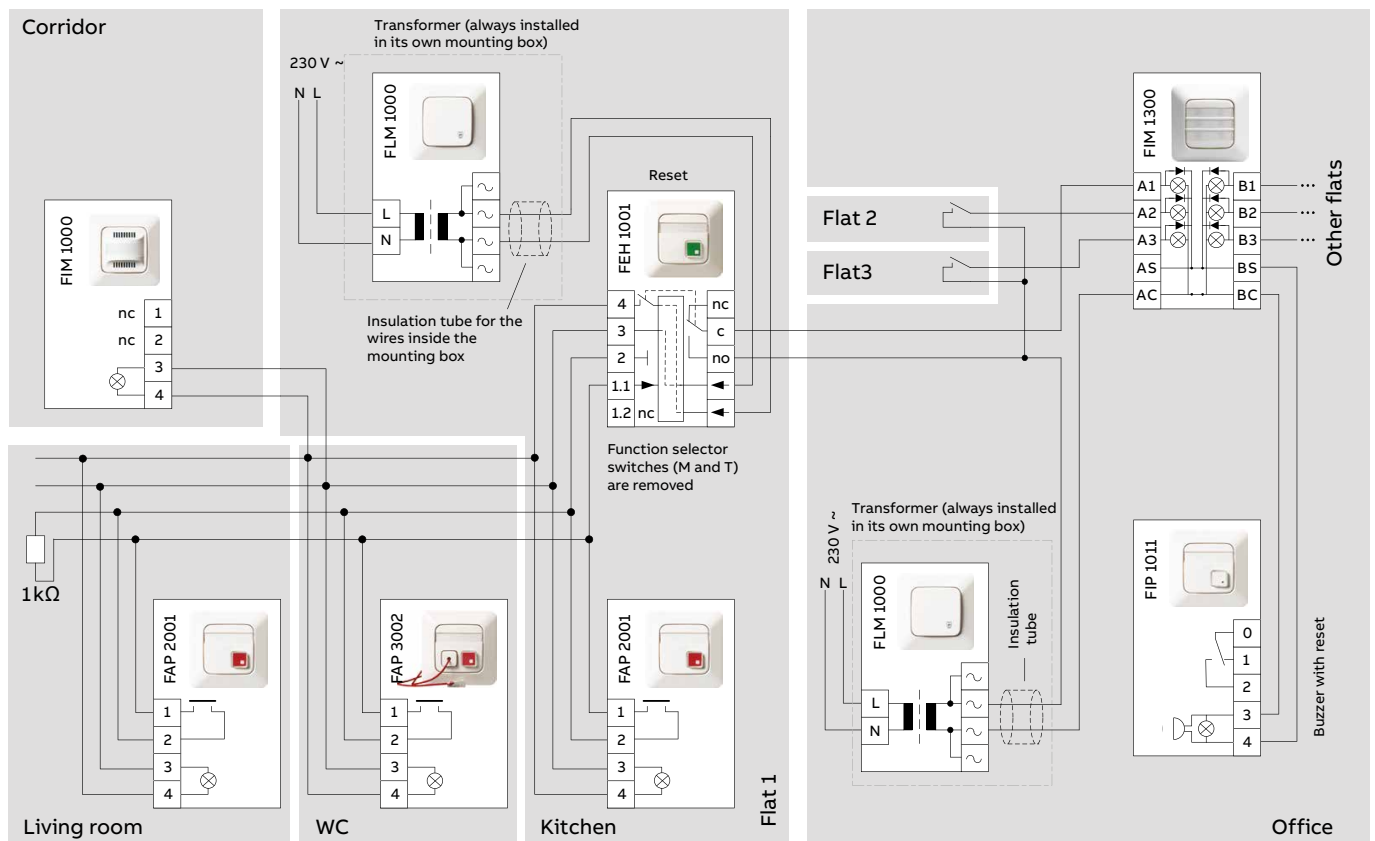 Corridor
FIM 1000
nc 1
nc 2
3
4
Transformer (always installed
in its own mounting box)
230 V ~
N L
FLM 1000
L
N
Insulation tube for the
wires inside the
mounting box
Reset
FEH 1001
4 nc
3 c
2 no
1.1
1.2 nc
Function selector
switches (M and T)
are removed
1kΩ
FAP 2001
1
2
3
4
Living room
FAP 3002
1
2
3
4
WC
FAP 2001
1
2
3
4
Kitchen
Flat 1
Flat 2
Flat3
FIM 1300
A1 B1 ...
A2 B2 ...
A3 B3 ...
AS BS
AC BC
Other flats
Transformer (always installed
in its own mounting box)
230 V ~
N L
FLM 1000
L
N
Insulation
tube
FIP 1011
0
1
2
3
4
Buzzer with reset
Office